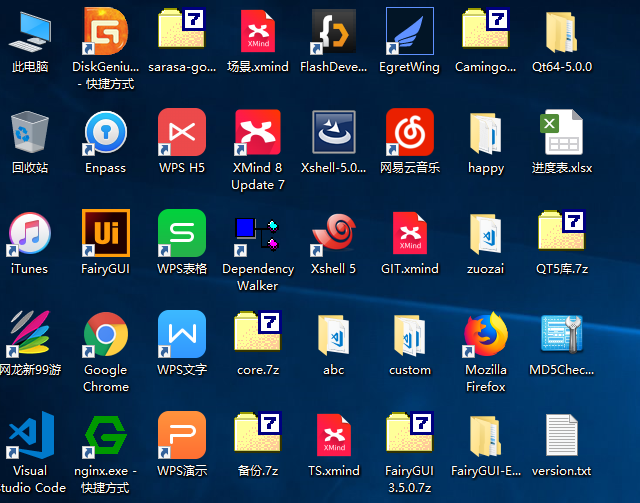 此电脑
DiskGeniu...
- 快捷方式
sarasa-go...
场景.xmind
FlashDeve...
EgretWing
Camingo...
Qt64-5.0.0
回收站
Enpass
WPS H5
XMind 8
Update 7
Xshell-5.0...
网易云音乐
happy
进度表.xlsx
iTunes
FairyGUI
WPS表格
Dependency
Walker
Xshell 5
GIT.xmind
zuozai
QT5库.7z
网龙新99游
Google
Chrome
WPS文字
core.7z
abc
custom
Mozilla
Firefox
MD5Chec...
Visual
Studio Code
nginx.exe -
快捷方式
WPS演示
备份.7z
TS.xmind
FairyGUI
3.5.0.7z
FairyGUI-E...
version.txt